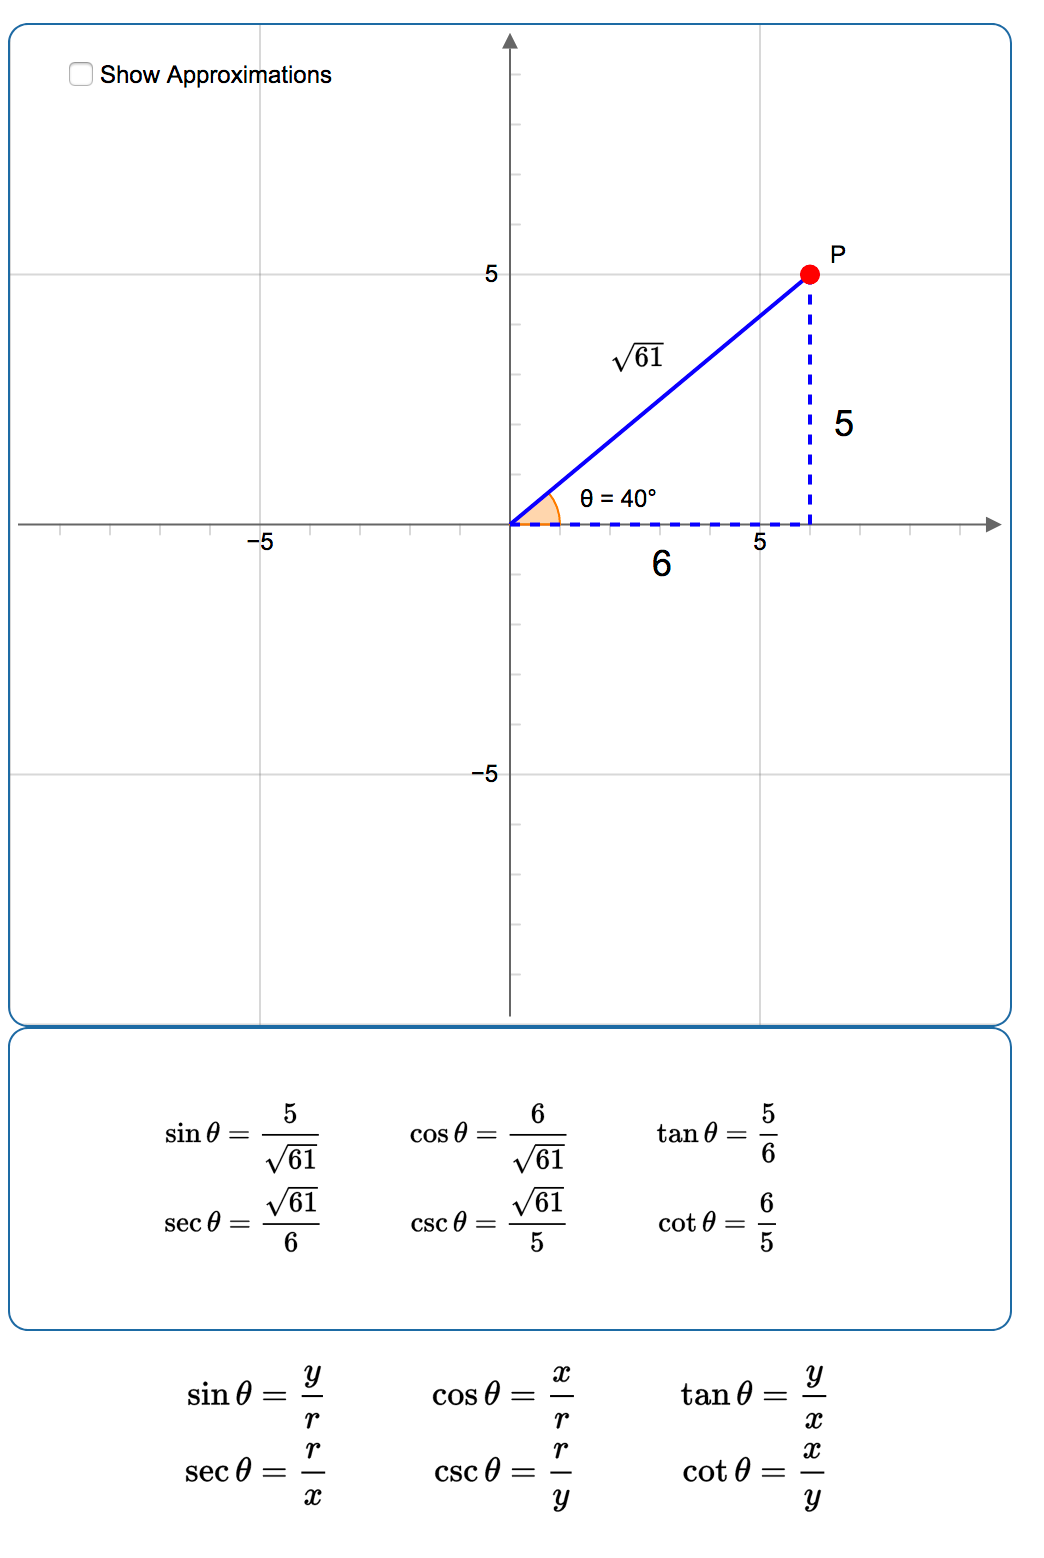 Show Approximations
P
5
√61
5
θ = 40°
−5
5
6
−5
sin θ = 5/√61 cos θ = 6/√61 tan θ = 5/6
sec θ = √61/6 csc θ = √61/5 cot θ = 6/5
sin θ = y/r cos θ = x/r tan θ = y/x
sec θ = r/x csc θ = r/y cot θ = x/y